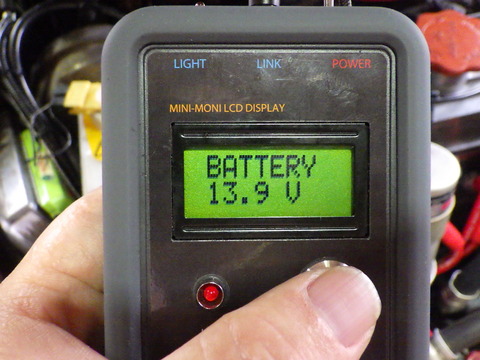 LIGHT LINK POWER
MINI-MONI LCD DISPLAY
BATTERY
13.9 V